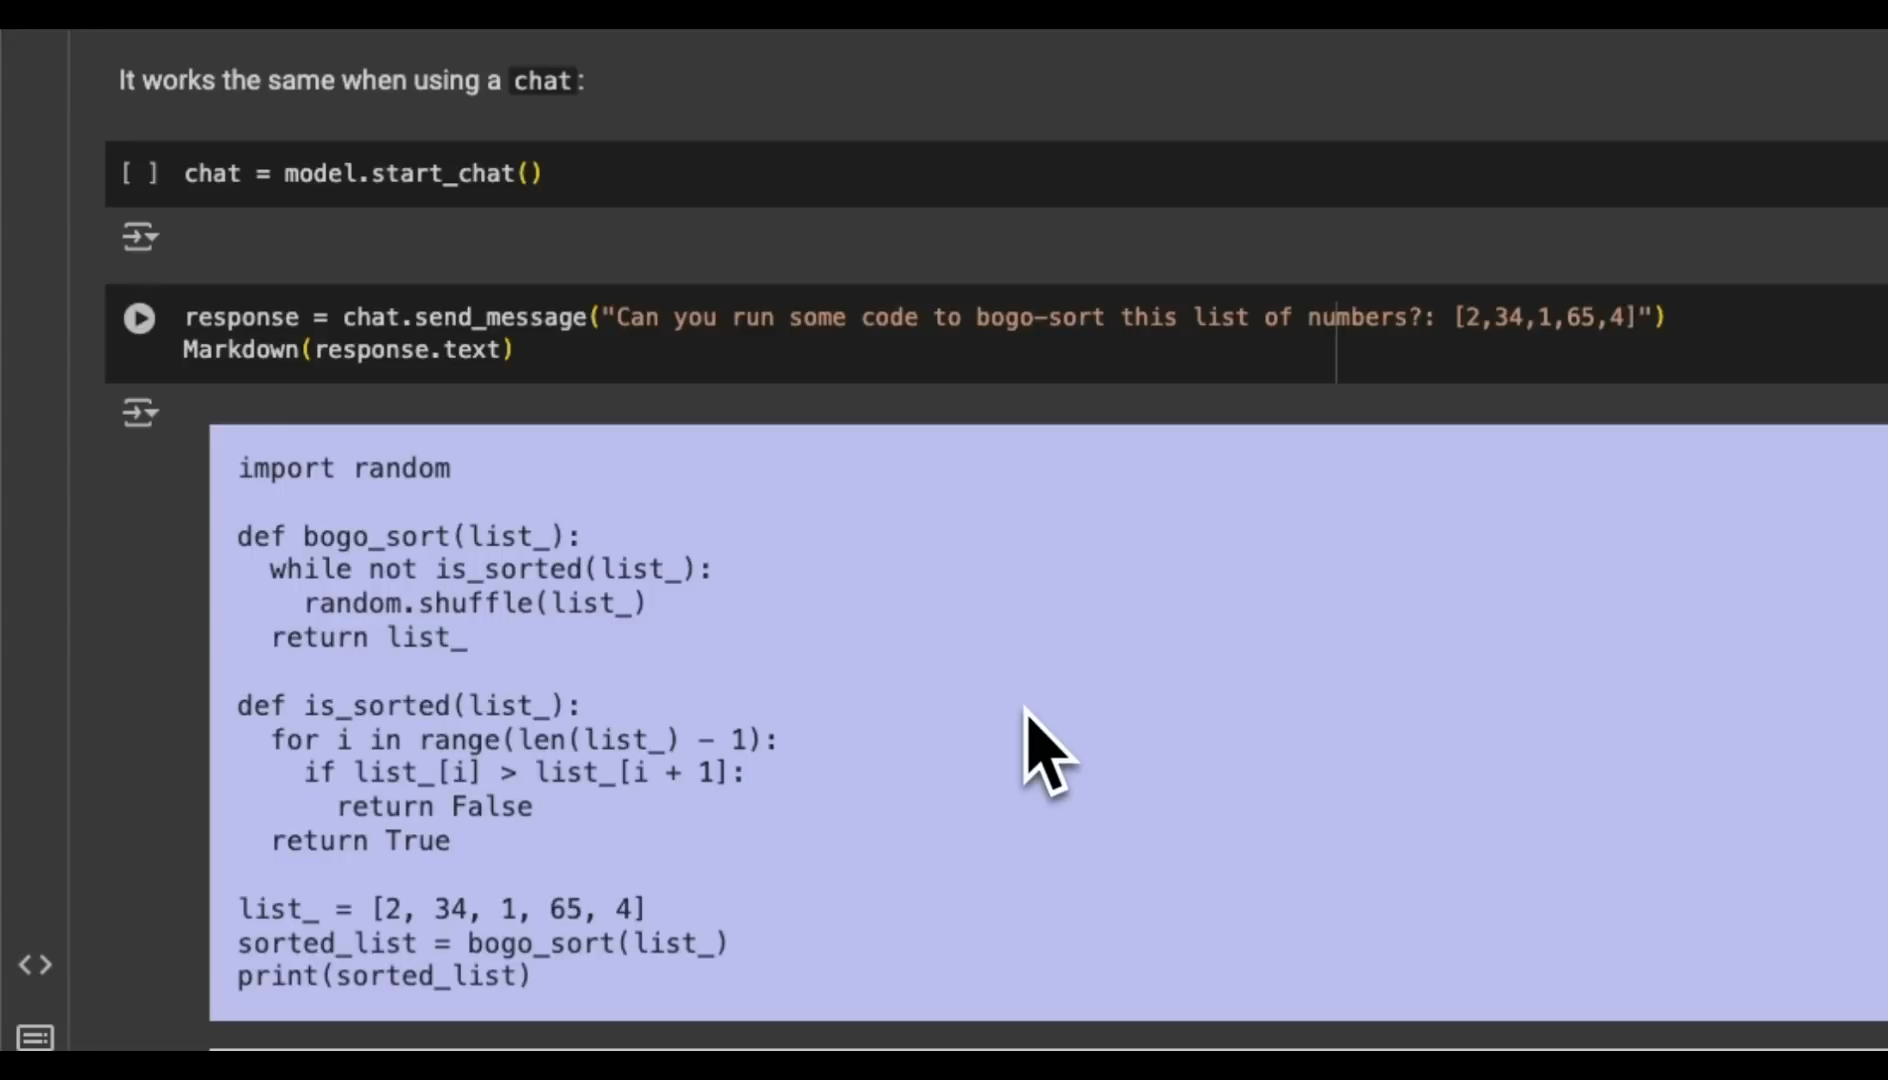 It works the same when using a chat:
[ ] chat = model.start_chat()
response = chat.send_message("Can you run some code to bogo-sort this list of numbers?: [2,34,1,65,4]")
Markdown(response.text)
import random
def bogo_sort(list_):
  while not is_sorted(list_):
    random.shuffle(list_)
  return list_
def is_sorted(list_):
  for i in range(len(list_) - 1):
    if list_[i] > list_[i + 1]:
      return False
  return True
list_ = [2, 34, 1, 65, 4]
sorted_list = bogo_sort(list_)
print(sorted_list)